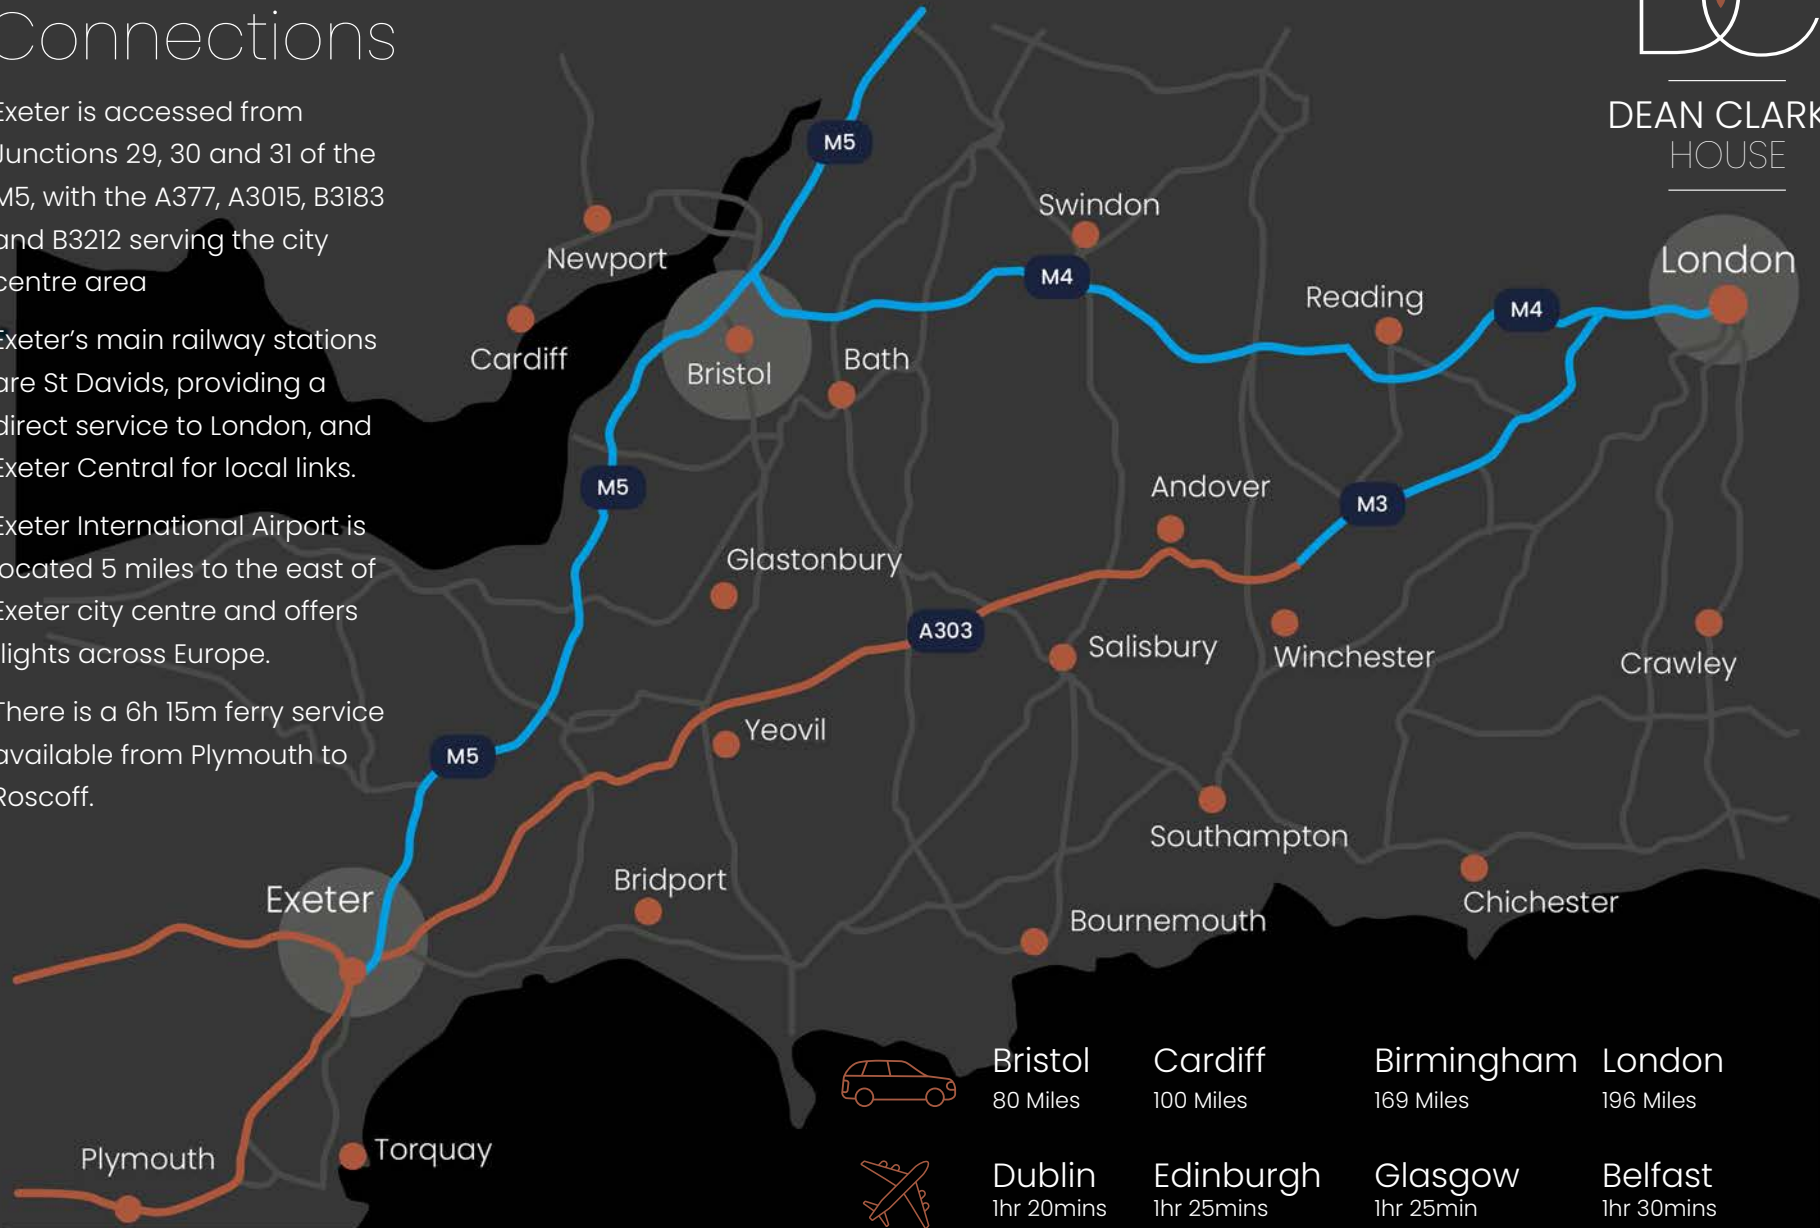 Connections
Exeter is accessed from
Junctions 29, 30 and 31 of the
M5, with the A377, A3015, B3183
and B3212 serving the city
centre area
Exeter's main railway stations
are St Davids, providing a
direct service to London, and
Exeter Central for local links.
Exeter International Airport is
located 5 miles to the east of
Exeter city centre and offers
flights across Europe.
There is a 6h 15m ferry service
available from Plymouth to
Roscoff.
DC
DEAN CLARK
HOUSE
M5
Newport
Swindon
London
Cardiff
M4
Reading
M4
Bristol
Bath
M5
Andover
M3
Glastonbury
A303
Salisbury
Winchester
Crawley
M5
Yeovil
Southampton
Exeter
Bridport
Bournemouth
Chichester
Plymouth
Torquay
Bristol Cardiff Birmingham London
80 Miles 100 Miles 169 Miles 196 Miles
Dublin Edinburgh Glasgow Belfast
1hr 20mins 1hr 25mins 1hr 25min 1hr 30mins